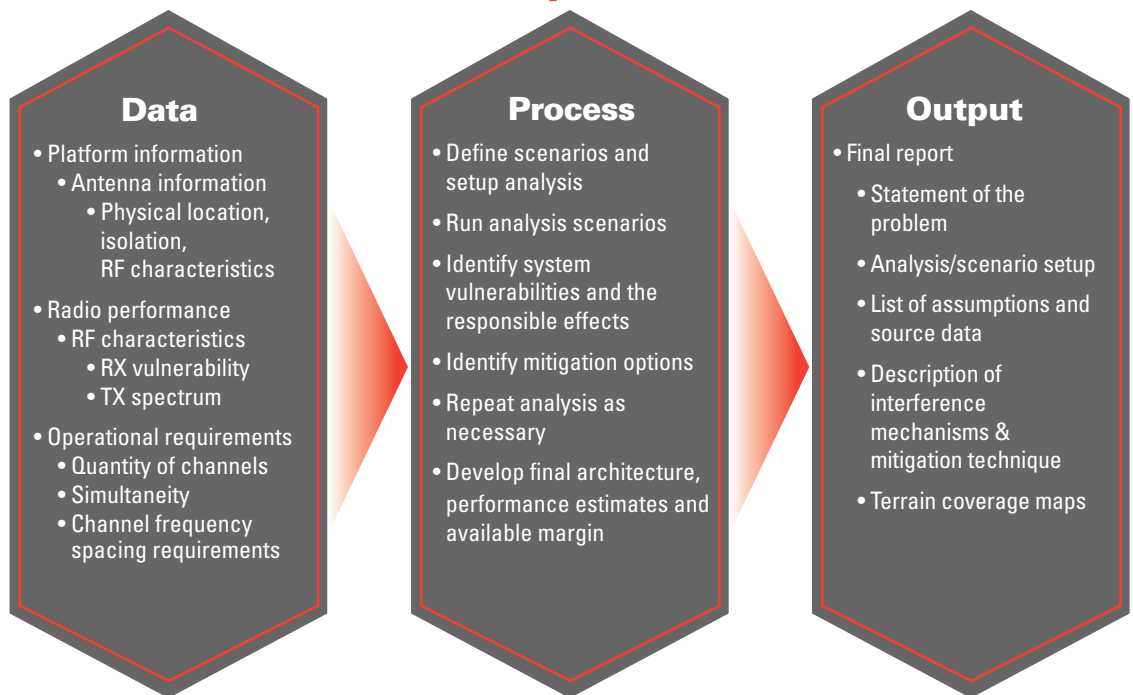 Data
• Platform information
• Antenna information
• Physical location,
isolation,
RF characteristics
• Radio performance
• RF characteristics
• RX vulnerability
• TX spectrum
• Operational requirements
• Quantity of channels
• Simultaneity
• Channel frequency
spacing requirements
Process
• Define scenarios and
setup analysis
• Run analysis scenarios
• Identify system
vulnerabilities and the
responsible effects
• Identify mitigation options
• Repeat analysis as
necessary
• Develop final architecture,
performance estimates and
available margin
Output
• Final report
• Statement of the
problem
• Analysis/scenario setup
• List of assumptions and
source data
• Description of
interference
mechanisms &
mitigation technique
• Terrain coverage maps